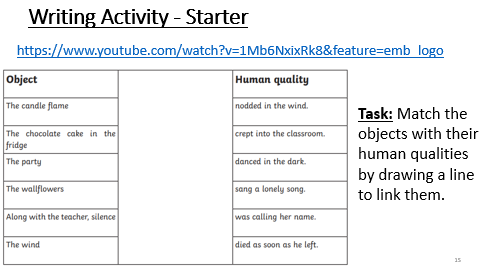 Writing Activity - Starter
https://www.youtube.com/watch?v=1Mb6NxixRk8&feature=emb_logo
Object Human quality
The candle flame nodded in the wind.
The chocolate cake in the crept into the classroom.
fridge
The party danced in the dark.
The wallflowers sang a lonely song.
Along with the teacher, silence was calling her name.
The wind died as soon as he left.
Task: Match the
objects with their
human qualities
by drawing a line
to link them.
15